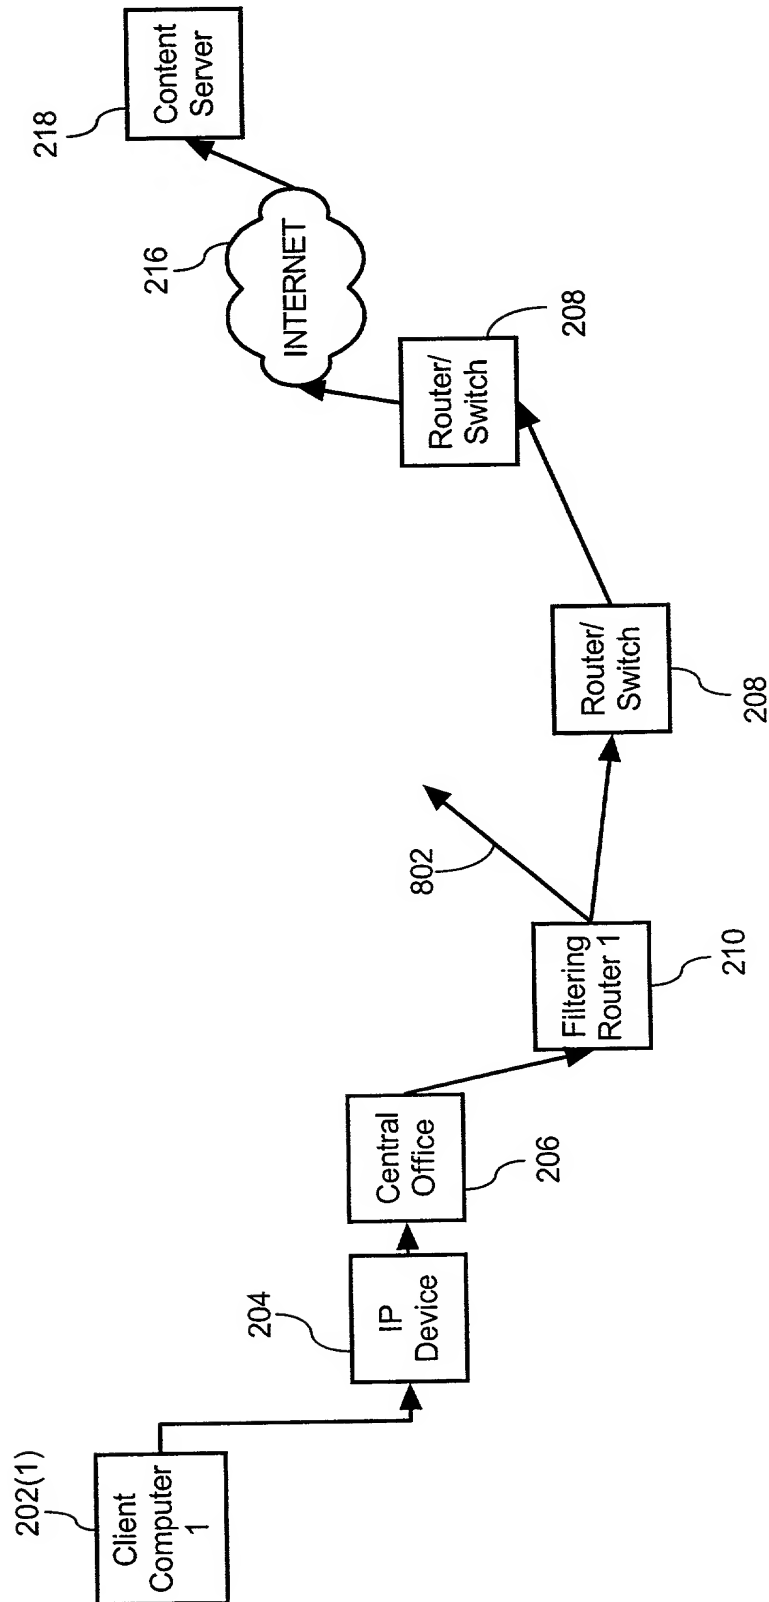 202(1)
Client
Computer
1
204
IP
Device
Central
Office
206
Filtering
Router 1
210
802
Router/
Switch
208
Router/
Switch
208
INTERNET
216
Content
Server
218